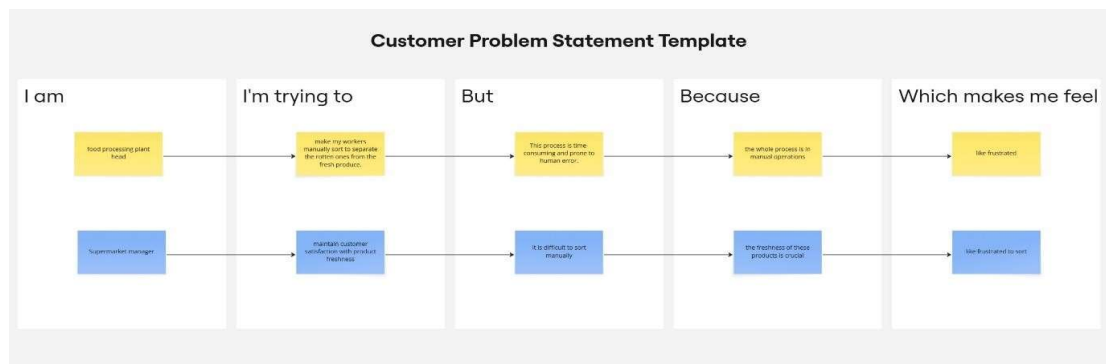 Customer Problem Statement Template
I am
I'm trying to
But
Because
Which makes me feel
food processing plant
head
make my workers
manually sort to separate
the rotten ones from the
fresh produce.
This process is time
consuming and prone to
human error.
the whole process is in
manual operations
like frustrated
Supermarket manager
maintain customer
satisfaction with product
freshness
it is difficult to sort
manually
the freshness of these
products is crucial
like frustrated to sort